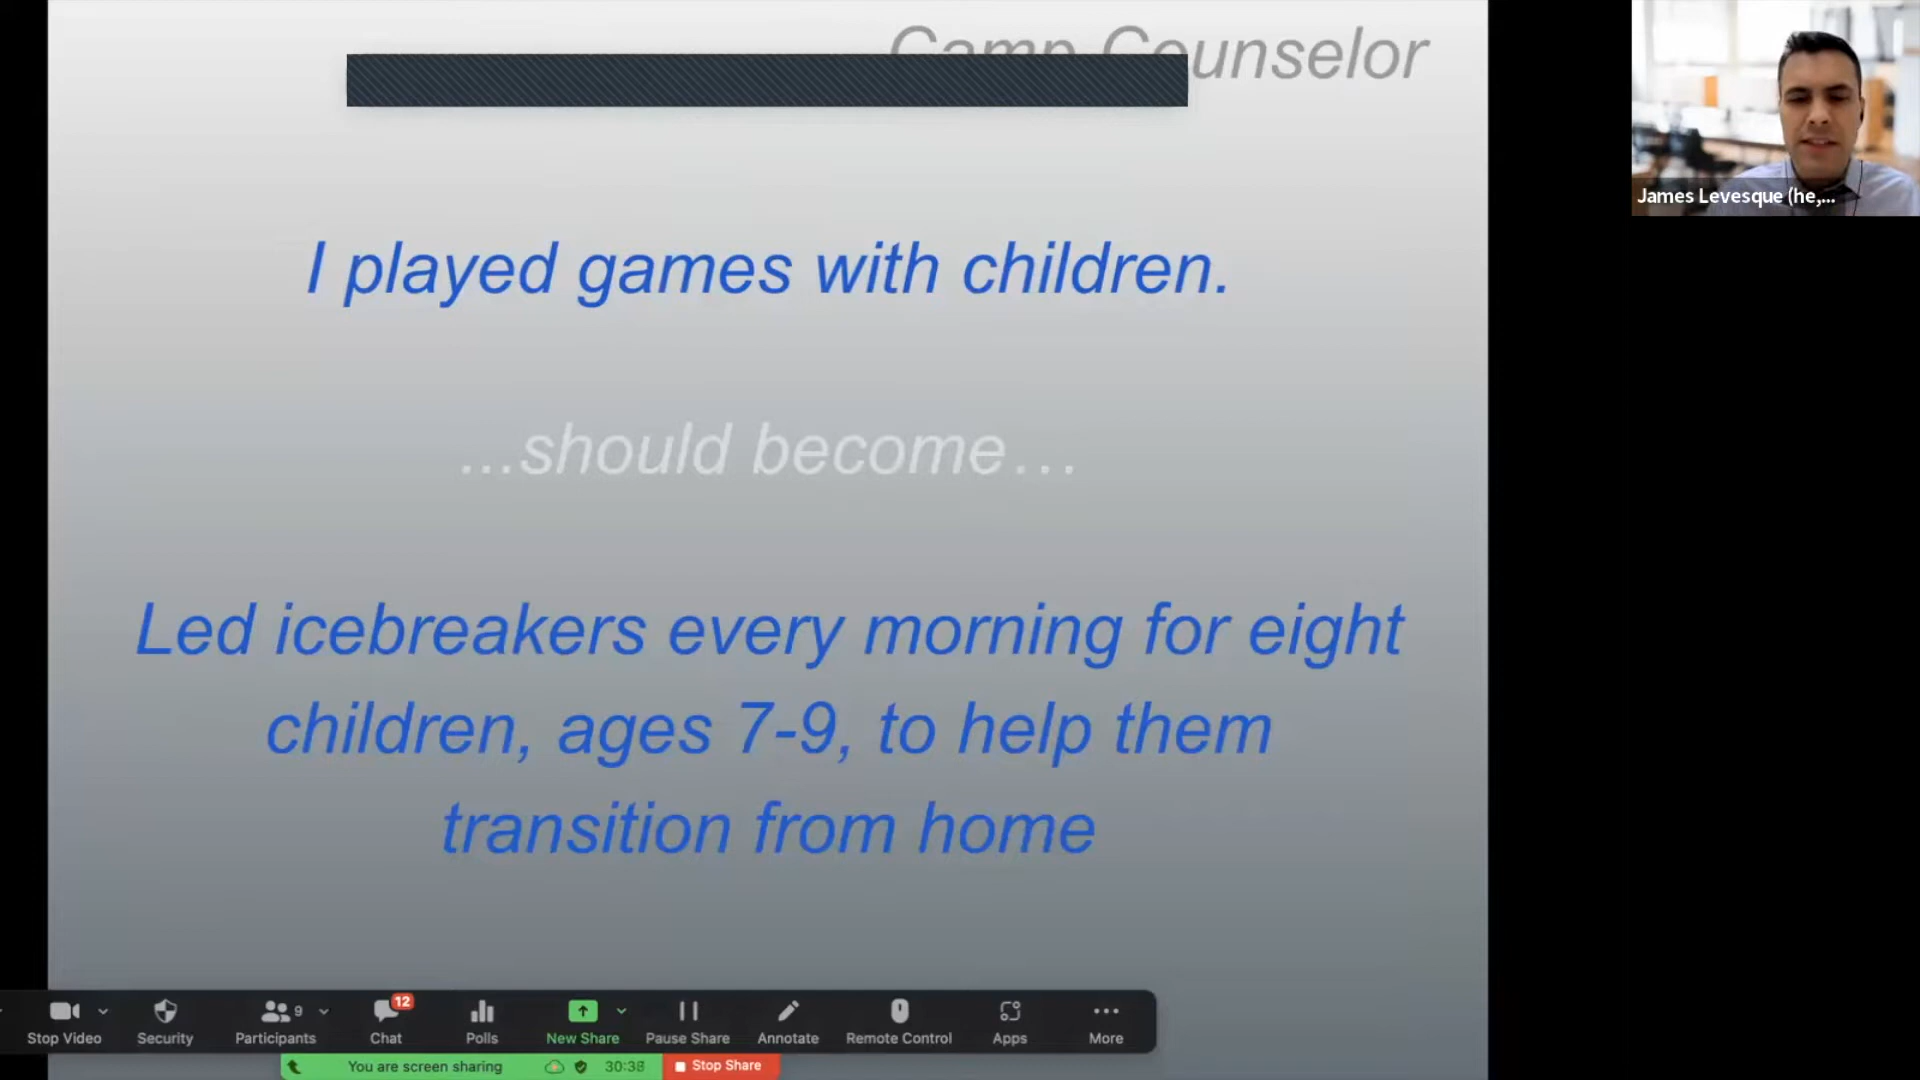 Camp Counselor
I played games with children.
...should become...
Led icebreakers every morning for eight
children, ages 7-9, to help them
transition from home
James Levesque (he,...
Stop Video
Security
9
Participants
12
Chat
Polls
New Share
Pause Share
Annotate
Remote Control
Apps
More
You are screen sharing
30:38
Stop Share